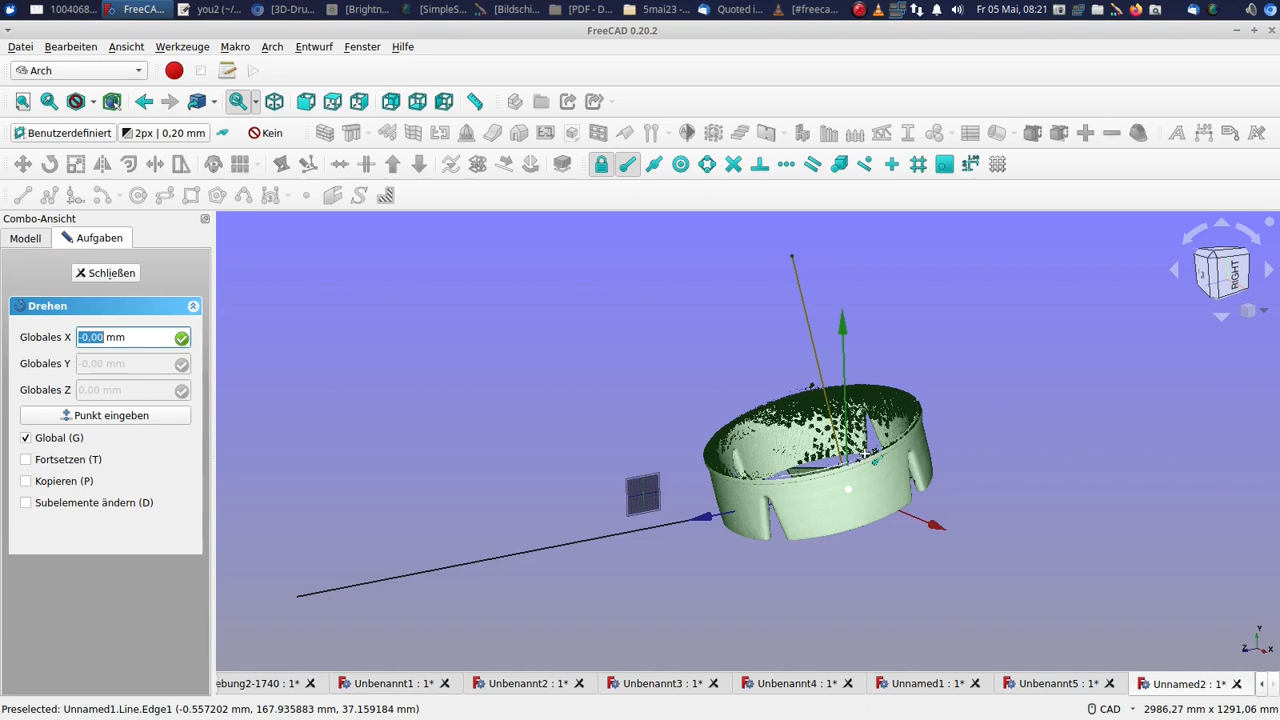 1004068...
FreeCA...
you2 (~/...
[3D-Dru...
[Brightn...
[SimpleS...
[Bildschi...
[PDF - D...
5mai23 - ...
Quoted i...
[#freeca...
Fr 05 Mai, 08:21
FreeCAD 0.20.2
Datei Bearbeiten Ansicht Werkzeuge Makro Arch Entwurf Fenster Hilfe
Arch
Benutzerdefiniert 2px | 0,20 mm Kein
Combo-Ansicht
Modell Aufgaben
Schließen
Drehen
Globales X -0,00 mm
Globales Y -0,00 mm
Globales Z 0,00 mm
Punkt eingeben
Global (G)
Fortsetzen (T)
Kopieren (P)
Subelemente ändern (D)
RIGHT
Y
Z X
ebung2-1740 : 1*
Unbenannt1 : 1*
Unbenannt2 : 1*
Unbenannt3 : 1*
Unbenannt4 : 1*
Unnamed1 : 1*
Unbenannt5 : 1*
Unnamed2 : 1*
Preselected: Unnamed1.Line.Edge1 (-0.557202 mm, 167.935883 mm, 37.159184 mm)
CAD
2986,27 mm x 1291,06 mm